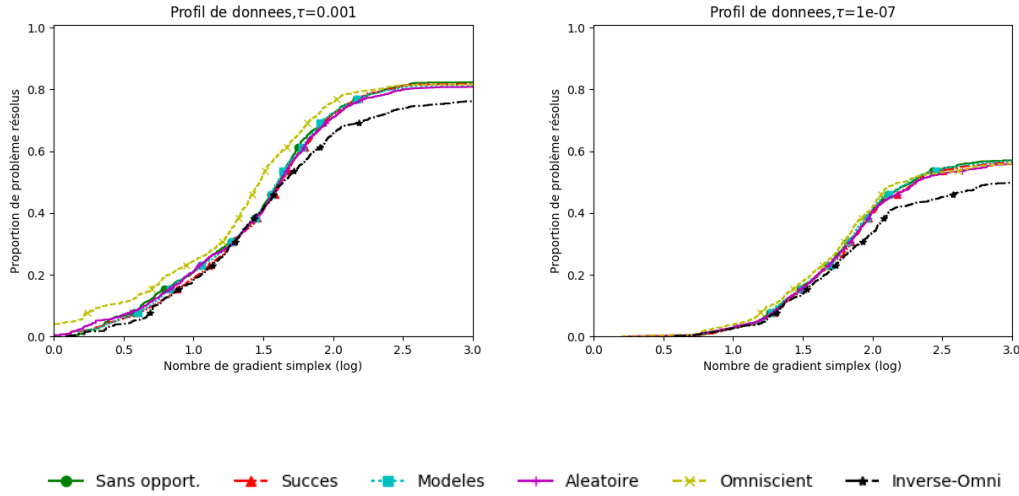 Profil de donnees,τ=0.001
Proportion de problème résolus
1.0
0.8
0.6
0.4
0.2
0.0
0.0 0.5 1.0 1.5 2.0 2.5 3.0
Nombre de gradient simplex (log)
Profil de donnees,τ=1e-07
Proportion de problème résolus
1.0
0.8
0.6
0.4
0.2
0.0
0.0 0.5 1.0 1.5 2.0 2.5 3.0
Nombre de gradient simplex (log)
Sans opport. Succes Modeles Aleatoire Omniscient Inverse-Omni